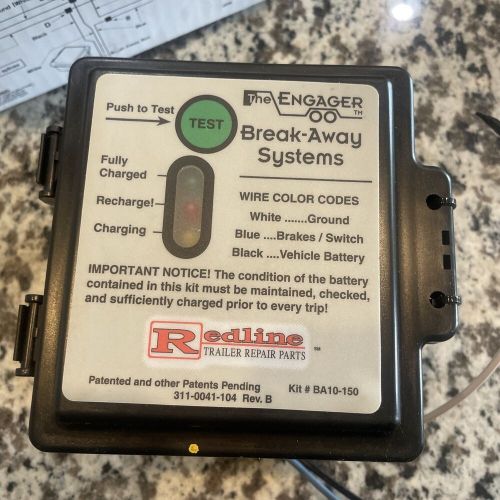 The ENGAGER TM
Push to Test
TEST
Break-Away
Systems
Fully
Charged
Recharge!
Charging
WIRE COLOR CODES
White .......Ground
Blue ....Brakes / Switch
Black ....Vehicle Battery
IMPORTANT NOTICE! The condition of the battery
contained in this kit must be maintained, checked,
and sufficiently charged prior to every trip!
Redline SM
TRAILER REPAIR PARTS
Patented and other Patents Pending
311-0041-104 Rev. B
Kit # BA10-150